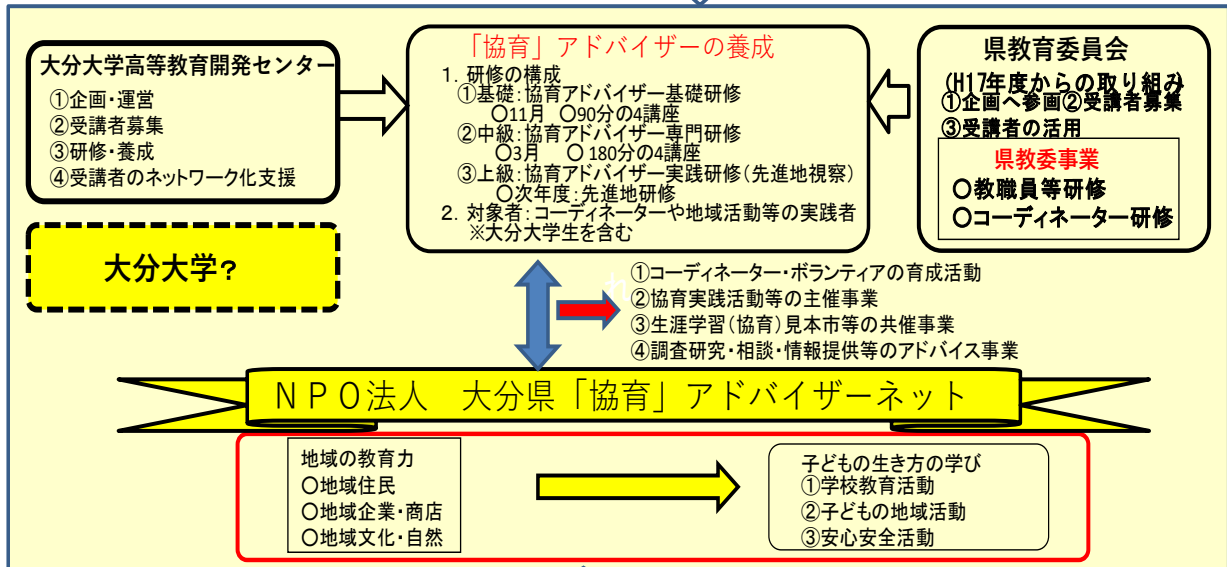 大分大学高等教育開発センター
①企画・運営
②受講者募集
③研修・養成
④受講者のネットワーク化支援
大分大学?
「協育」アドバイザーの養成
1. 研修の構成
①基礎:協育アドバイザー基礎研修
〇11月 〇90分の4講座
②中級:協育アドバイザー専門研修
〇3月 〇180分の4講座
③上級:協育アドバイザー実践研修(先進地視察)
〇次年度:先進地研修
2. 対象者:コーディネーターや地域活動等の実践者
※大分大学生を含む
県教育委員会
(H17年度からの取り組み)
①企画へ参画②受講者募集
③受講者の活用
県教委事業
〇教職員等研修
〇コーディネーター研修
①コーディネーター・ボランティアの育成活動
②協育実践活動等の主催事業
③生涯学習(協育)見本市等の共催事業
④調査研究・相談・情報提供等のアドバイス事業
NPO法人 大分県「協育」アドバイザーネット
地域の教育力
〇地域住民
〇地域企業・商店
〇地域文化・自然
子どもの生き方の学び
①学校教育活動
②子どもの地域活動
③安心安全活動